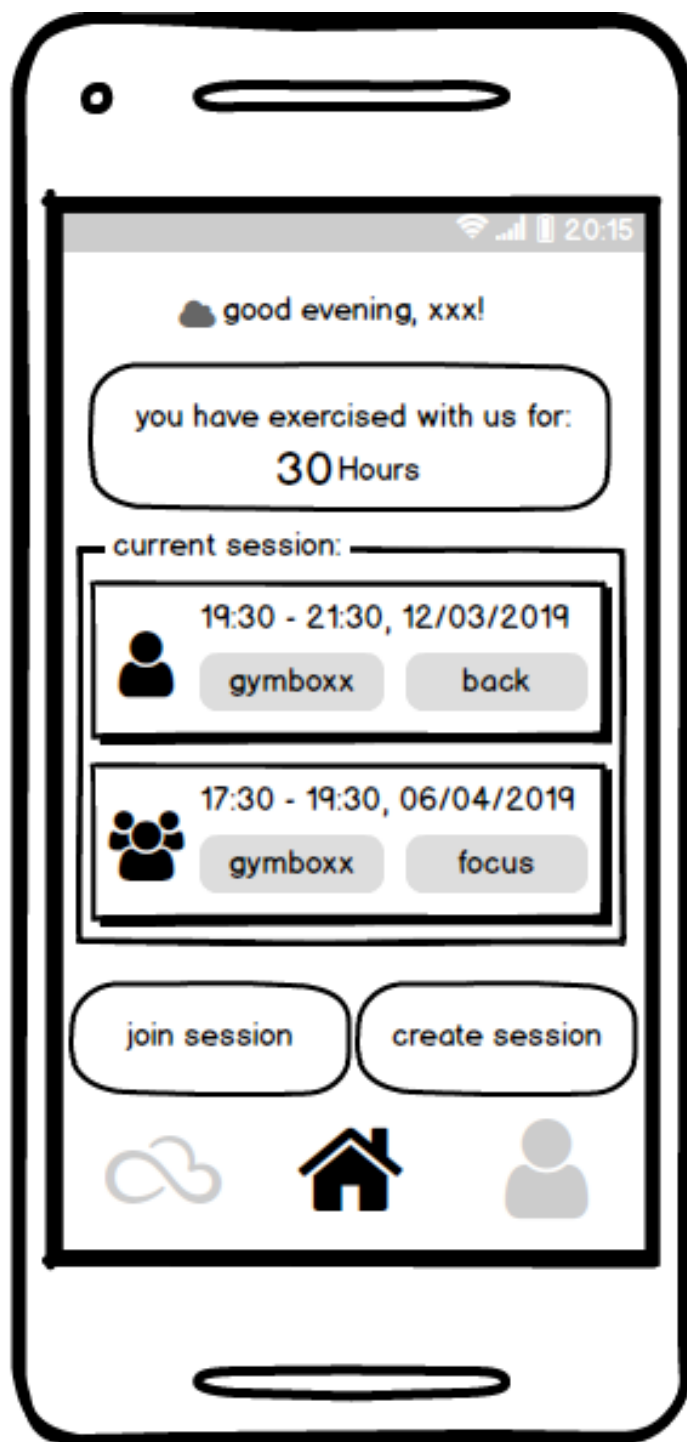 20:15
good evening, xxx!
you have exercised with us for:
30 Hours
current session:
19:30 - 21:30, 12/03/2019
gymboxx back
17:30 - 19:30, 06/04/2019
gymboxx focus
join session create session